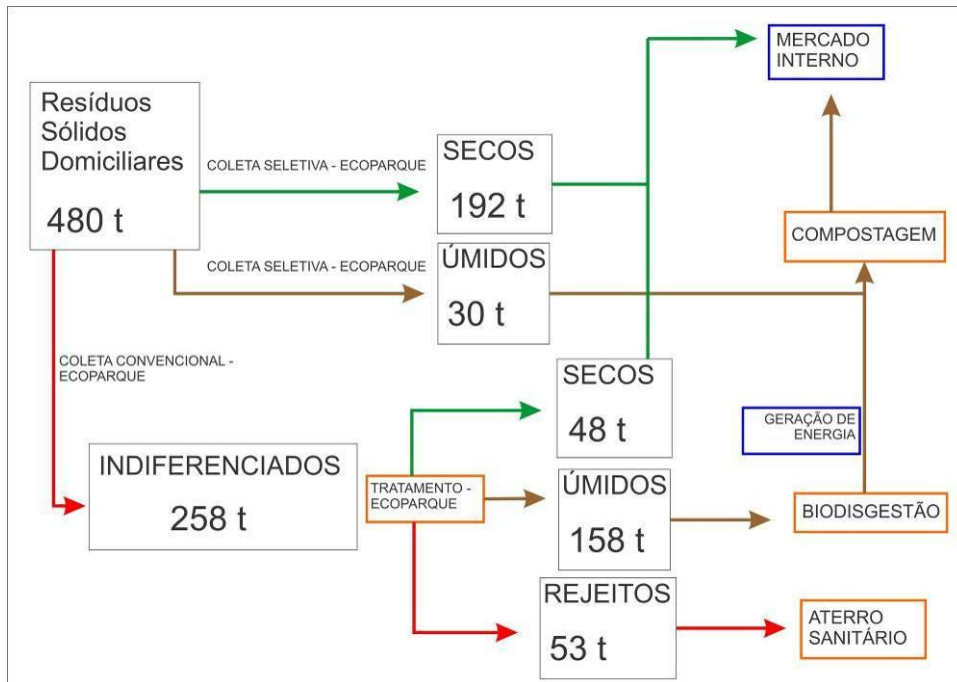 MERCADO
INTERNO
Resíduos
Sólidos
Domiciliares
480 t
COLETA SELETIVA - ECOPARQUE
SECOS
192 t
COMPOSTAGEM
COLETA SELETIVA - ECOPARQUE
ÚMIDOS
30 t
COLETA CONVENCIONAL -
ECOPARQUE
SECOS
48 t
GERAÇÃO DE
ENERGIA
INDIFERENCIADOS
258 t
TRATAMENTO -
ECOPARQUE
ÚMIDOS
158 t
BIODISGESTÃO
REJEITOS
53 t
ATERRO
SANITÁRIO